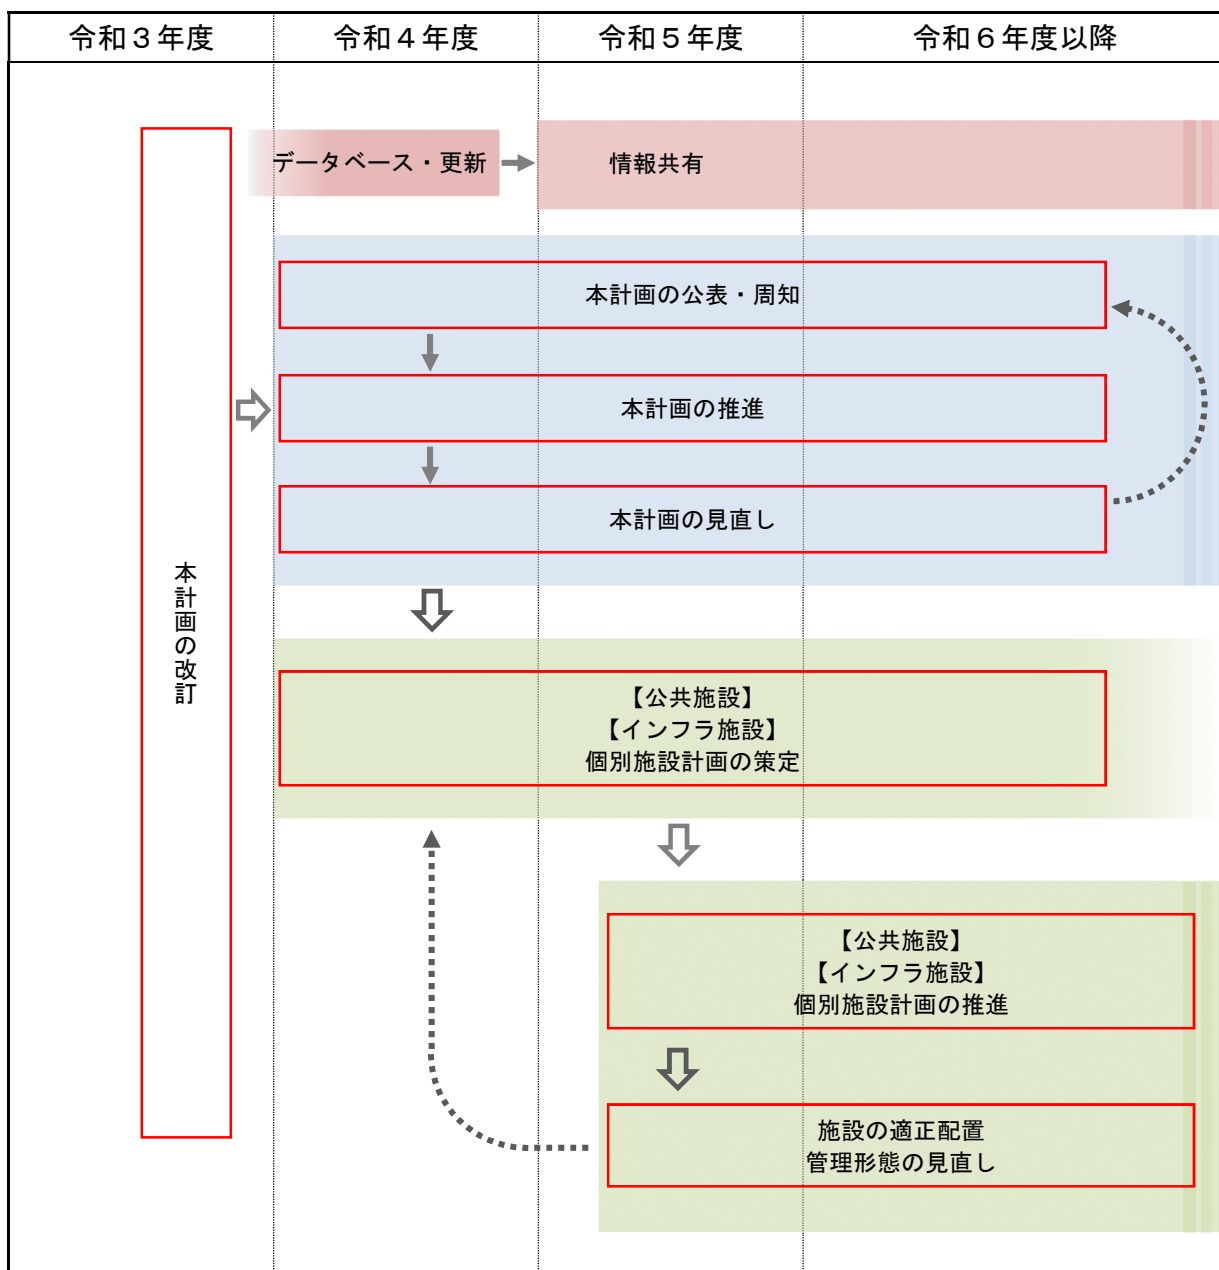 令和３年度
令和４年度
令和５年度
令和６年度以降
データベース・更新
情報共有
本計画の公表・周知
本計画の推進
本計画の見直し
本計画の改訂
【公共施設】
【インフラ施設】
個別施設計画の策定
【公共施設】
【インフラ施設】
個別施設計画の推進
施設の適正配置
管理形態の見直し